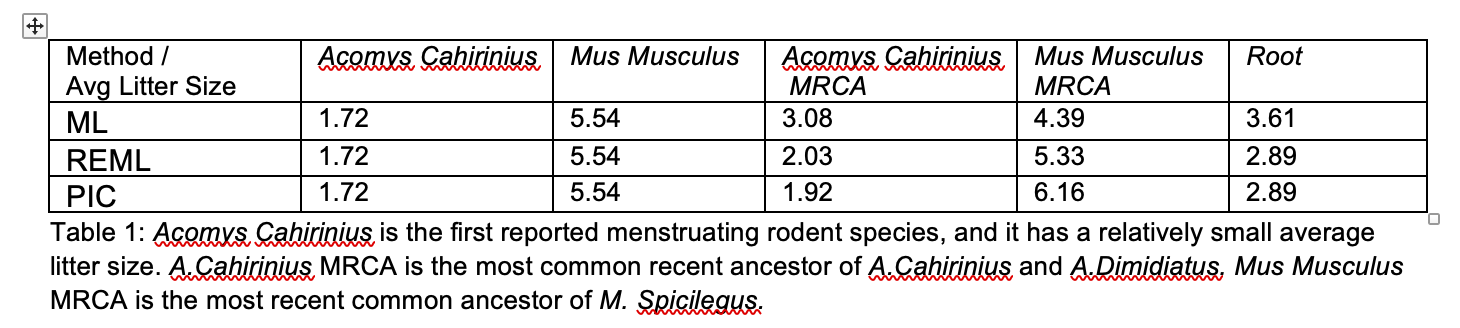 Method / Acomys Cahirinius Mus Musculus Acomys Cahirinius Mus Musculus Root
Avg Litter Size MRCA MRCA
ML 1.72 5.54 3.08 4.39 3.61
REML 1.72 5.54 2.03 5.33 2.89
PIC 1.72 5.54 1.92 6.16 2.89
Table 1: Acomys Cahirinius is the first reported menstruating rodent species, and it has a relatively small average
litter size. A.Cahirinius MRCA is the most common recent ancestor of A.Cahirinius and A.Dimidiatus. Mus Musculus
MRCA is the most recent common ancestor of M. Spicilegus.